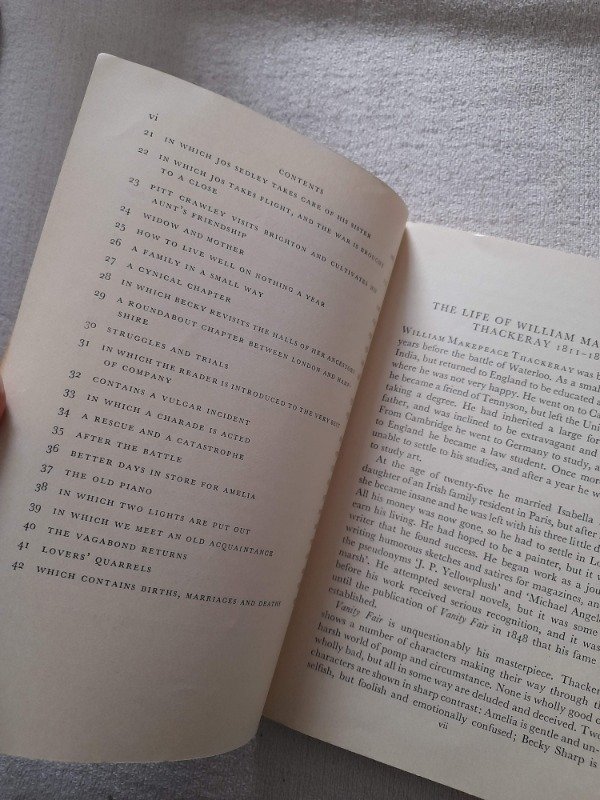 vi
CONTENTS
21 IN WHICH JOS SEDLEY TAKES CARE OF HIS SISTER
22 IN WHICH JOS TAKES FLIGHT, AND THE WAR IS BROUGHT
TO A CLOSE
23 PITT CRAWLEY VISITS BRIGHTON AND CULTIVATES HIS
AUNT'S FRIENDSHIP
24 WIDOW AND MOTHER
25 HOW TO LIVE WELL ON NOTHING A YEAR
26 A FAMILY IN A SMALL WAY
27 A CYNICAL CHAPTER
28 IN WHICH BECKY REVISITS THE HALLS OF HER ANCESTORS
29 A ROUNDABOUT CHAPTER BETWEEN LONDON AND HAMP-
SHIRE
30 STRUGGLES AND TRIALS
31 IN WHICH THE READER IS INTRODUCED TO THE VERY BEST
OF COMPANY
32 CONTAINS A VULGAR INCIDENT
33 IN WHICH A CHARADE IS ACTED
34 A RESCUE AND A CATASTROPHE
35 AFTER THE BATTLE
36 BETTER DAYS IN STORE FOR AMELIA
37 THE OLD PIANO
38 IN WHICH TWO LIGHTS ARE PUT OUT
39 IN WHICH WE MEET AN OLD ACQUAINTANCE
40 THE VAGABOND RETURNS
41 LOVERS' QUARRELS
42 WHICH CONTAINS BIRTHS, MARRIAGES AND DEATHS
THE LIFE OF WILLIAM MA
THACKERAY 1811-18
WILLIAM MAKEPEACE THACKERAY was b
years before the battle of Waterloo. As a small
India, but returned to England to be educated a
where he was not very happy. He went on to Ca
he became a friend of Tennyson, but left the Uni
taking a degree. He had inherited a large for
father, and was inclined to be extravagant and
From Cambridge he went to Germany to study, a
to England he became a law student. Once mor
unable to settle to his studies, and after a year he w
to study art.
At the age of twenty-five he married Isabella
daughter of an Irish family resident in Paris, but after
she became insane and he was left with his three little d
All his money was now gone, so he had to settle in Lo
earn his living. He had hoped to be a painter, but it w
writer that he found success. He began work as a jou
writing humorous sketches and satires for magazines, an
the pseudonyms 'J. P. Yellowplush' and 'Michael Angel
marsh'. He attempted several novels, but it was some
before his work received serious recognition, and it was
until the publication of Vanity Fair in 1848 that his fame
established.
Vanity Fair is unquestionably his masterpiece. Thacker
shows a number of characters making their way through th
harsh world of pomp and circumstance. None is wholly good o
wholly bad, but all in some way are deluded and deceived. Two
characters are shown in sharp contrast: Amelia is gentle and un-
selfish, but foolish and emotionally confused; Becky Sharp is
vii